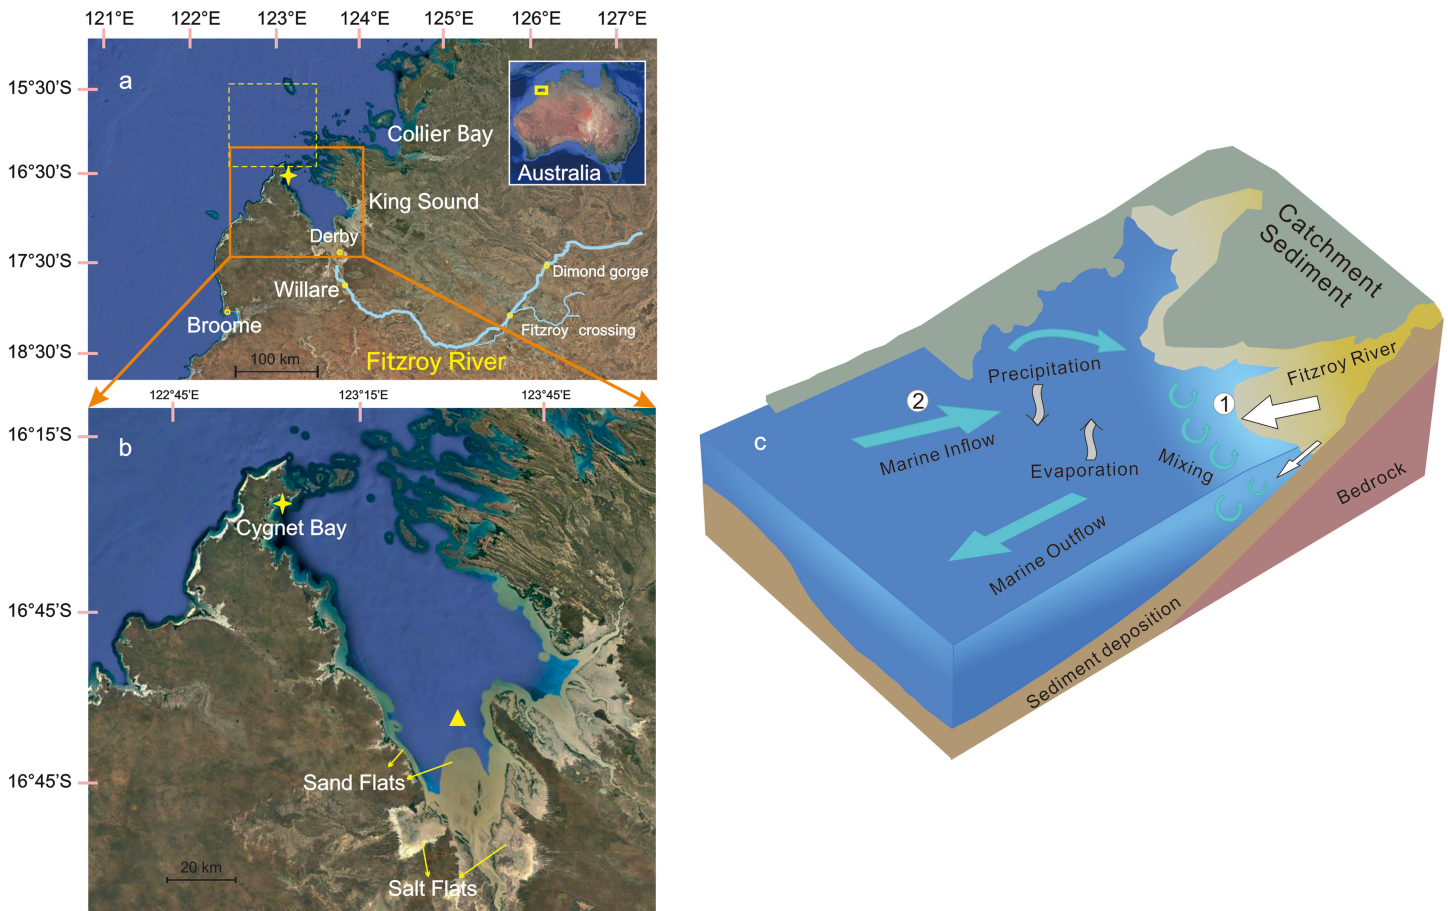 121°E 122°E 123°E 124°E 125°E 126°E 127°E
a
15°30'S
16°30'S
17°30'S
18°30'S
Collier Bay
Australia
King Sound
Derby
Dimond gorge
Willare
Broome
Fitzroy crossing
100 km
Fitzroy River
122°45'E 123°15'E 123°45'E
16°15'S
16°45'S
16°45'S
b
Cygnet Bay
Sand Flats
20 km
Salt Flats
Catchment
Sediment
Fitzroy River
Precipitation
1
2
c
Marine Inflow
Evaporation
Mixing
Bedrock
Marine Outflow
Sediment deposition